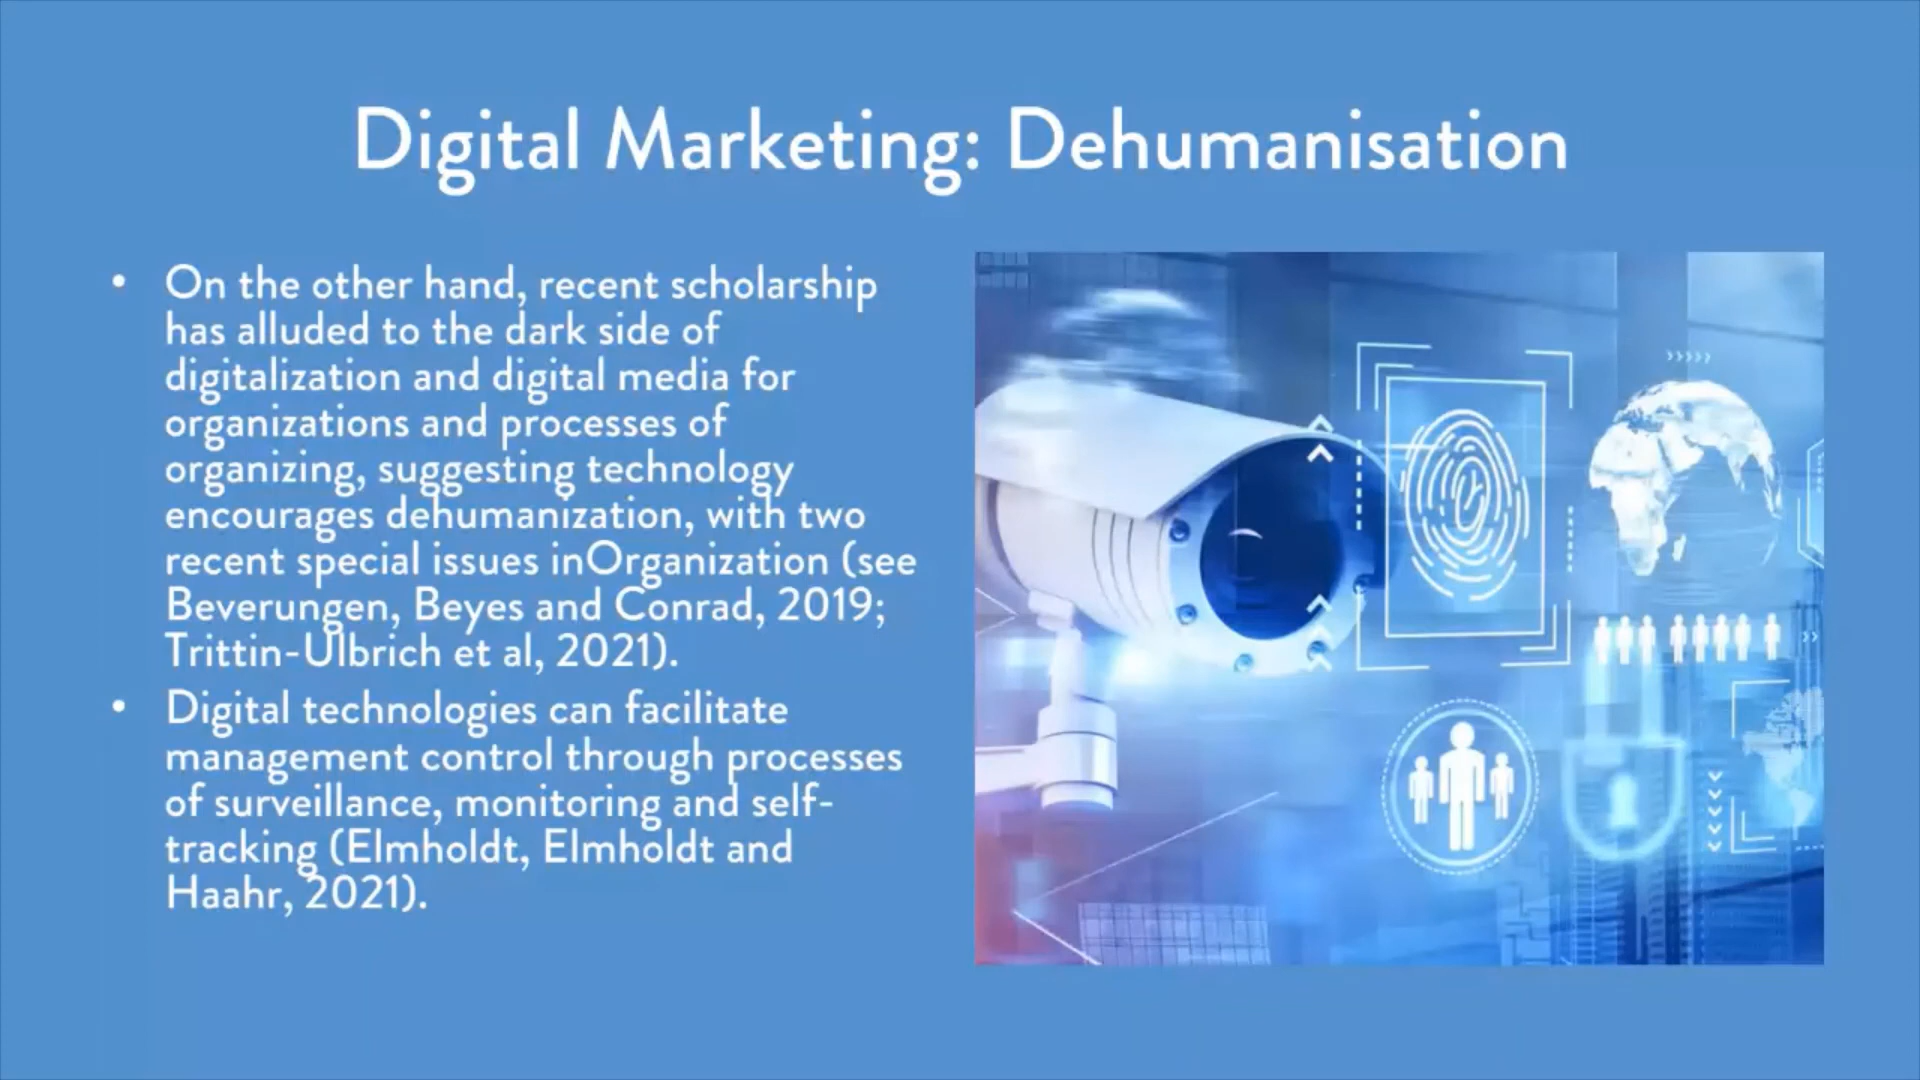 Digital Marketing: Dehumanisation
• On the other hand, recent scholarship
has alluded to the dark side of
digitalization and digital media for
organizations and processes of
organizing, suggesting technology
encourages dehumanization, with two
recent special issues inOrganization (see
Beverungen, Beyes and Conrad, 2019;
Trittin-Ulbrich et al, 2021).
• Digital technologies can facilitate
management control through processes
of surveillance, monitoring and self-
tracking (Elmholdt, Elmholdt and
Haahr, 2021).